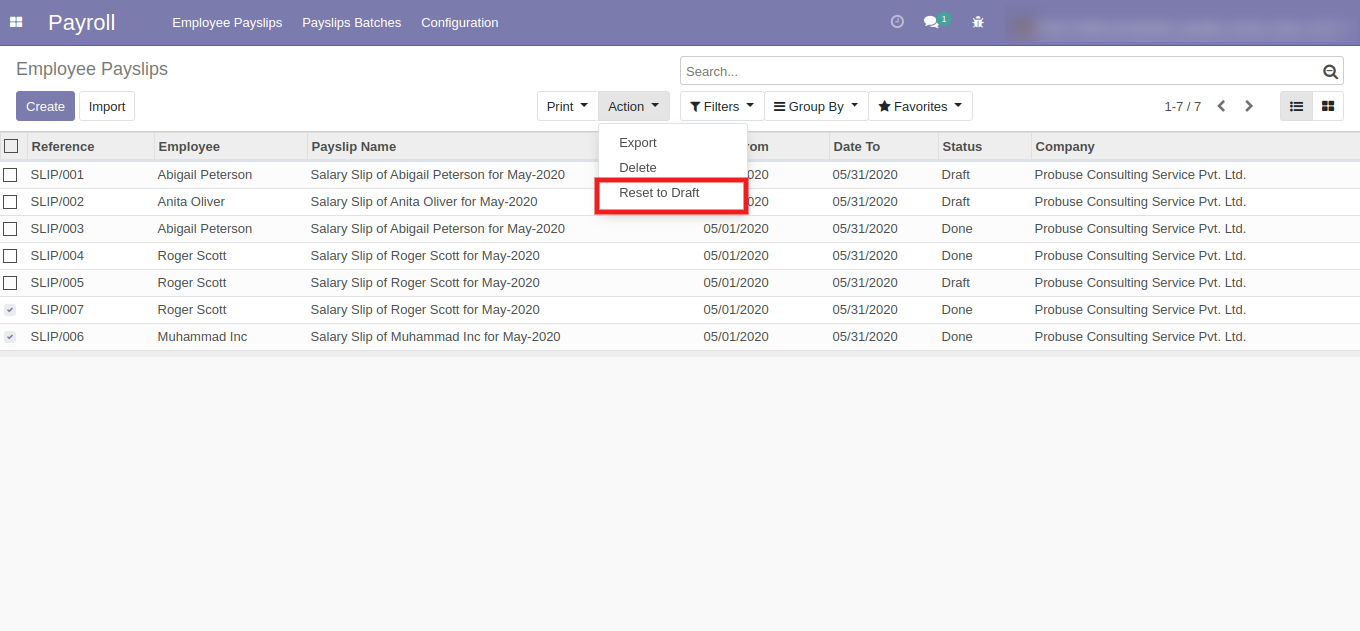 Payroll Employee Payslips Payslips Batches Configuration 1
Employee Payslips Search...
Create Import Print Action Filters Group By Favorites 1-7 / 7
Export
Delete
Reset to Draft
Reference Employee Payslip Name Date To Status Company
SLIP/001 Abigail Peterson Salary Slip of Abigail Peterson for May-2020 05/31/2020 Draft Probuse Consulting Service Pvt. Ltd.
SLIP/002 Anita Oliver Salary Slip of Anita Oliver for May-2020 05/31/2020 Draft Probuse Consulting Service Pvt. Ltd.
SLIP/003 Abigail Peterson Salary Slip of Abigail Peterson for May-2020 05/01/2020 05/31/2020 Done Probuse Consulting Service Pvt. Ltd.
SLIP/004 Roger Scott Salary Slip of Roger Scott for May-2020 05/01/2020 05/31/2020 Done Probuse Consulting Service Pvt. Ltd.
SLIP/005 Roger Scott Salary Slip of Roger Scott for May-2020 05/01/2020 05/31/2020 Draft Probuse Consulting Service Pvt. Ltd.
SLIP/007 Roger Scott Salary Slip of Roger Scott for May-2020 05/01/2020 05/31/2020 Done Probuse Consulting Service Pvt. Ltd.
SLIP/006 Muhammad Inc Salary Slip of Muhammad Inc for May-2020 05/01/2020 05/31/2020 Done Probuse Consulting Service Pvt. Ltd.